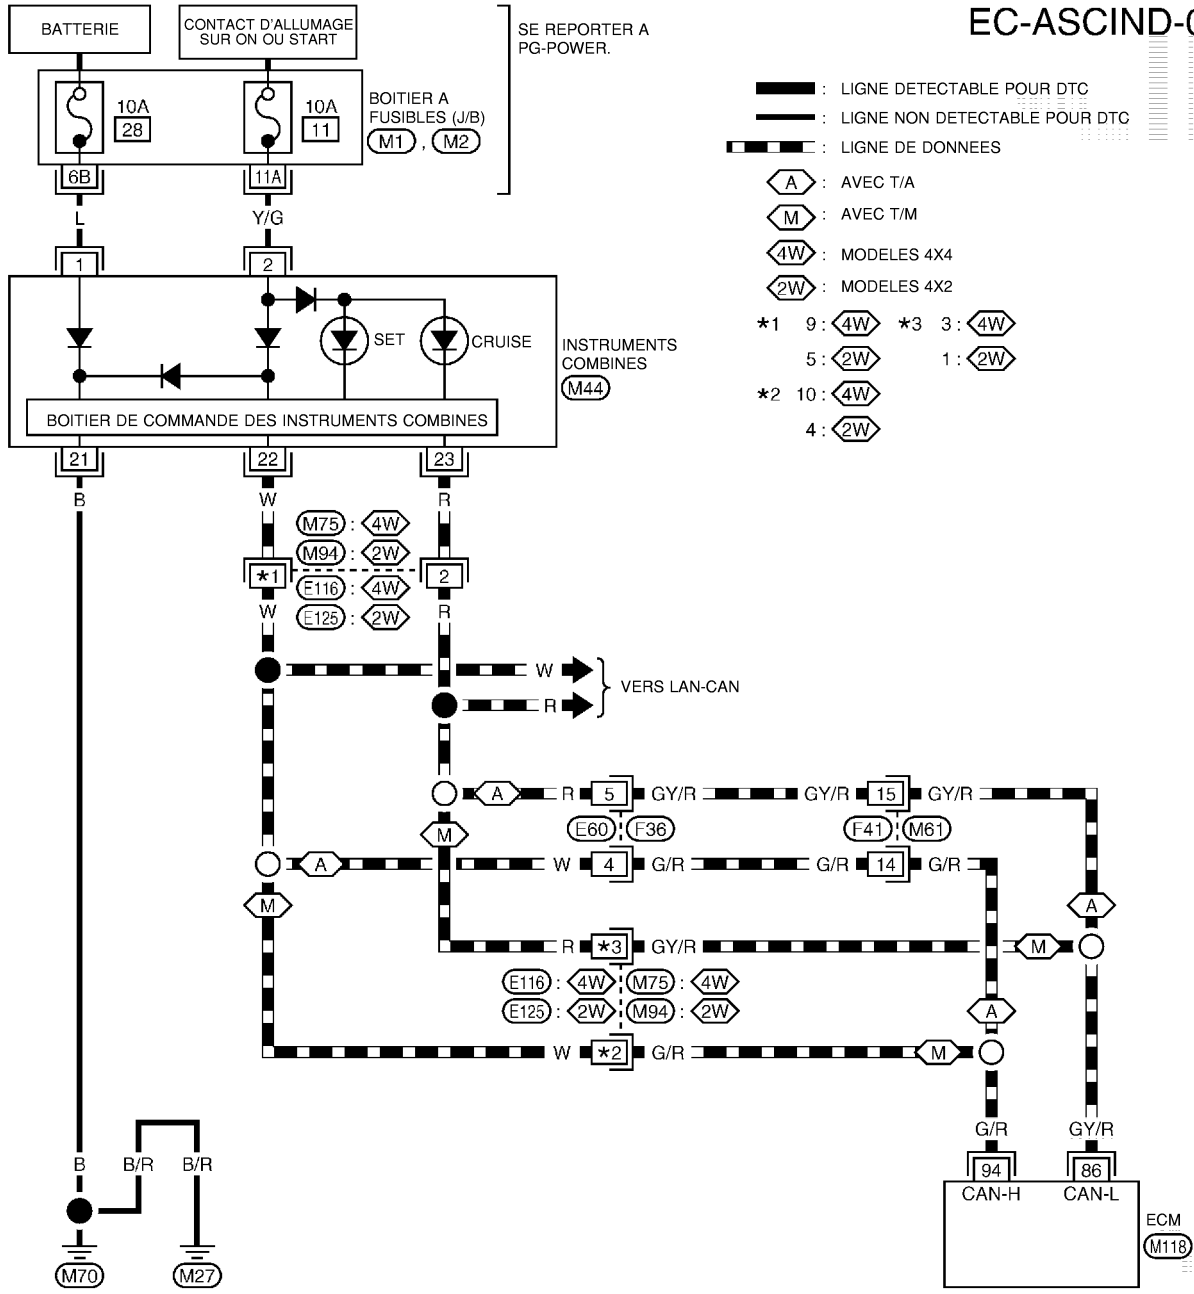 EC-ASCIND-0
BATTERIE
CONTACT D'ALLUMAGE
SUR ON OU START
SE REPORTER A
PG-POWER.
10A
28
10A
11
BOITIER A
FUSIBLES (J/B)
M1 , M2
6B
11A
L
Y/G
1
2
: LIGNE DETECTABLE POUR DTC
: LIGNE NON DETECTABLE POUR DTC
: LIGNE DE DONNEES
A : AVEC T/A
M : AVEC T/M
4W : MODELES 4X4
2W : MODELES 4X2
*1 9 : 4W *3 3 : 4W
5 : 2W 1 : 2W
*2 10 : 4W
4 : 2W
SET
CRUISE
INSTRUMENTS
COMBINES
M44
BOITIER DE COMMANDE DES INSTRUMENTS COMBINES
21
22
23
B
W
R
M75 : 4W
M94 : 2W
*1
2
E116 : 4W
E125 : 2W
W
R
W
R
VERS LAN-CAN
A R 5 GY/R GY/R 15 GY/R
M
E60 F36
F41 M61
A W 4 G/R G/R 14 G/R
M
A
R *3 GY/R M
E116 : 4W M75 : 4W
E125 : 2W M94 : 2W
A
W *2 G/R M
G/R
GY/R
B
B/R
B/R
94
86
CAN-H
CAN-L
ECM
M118
M70
M27